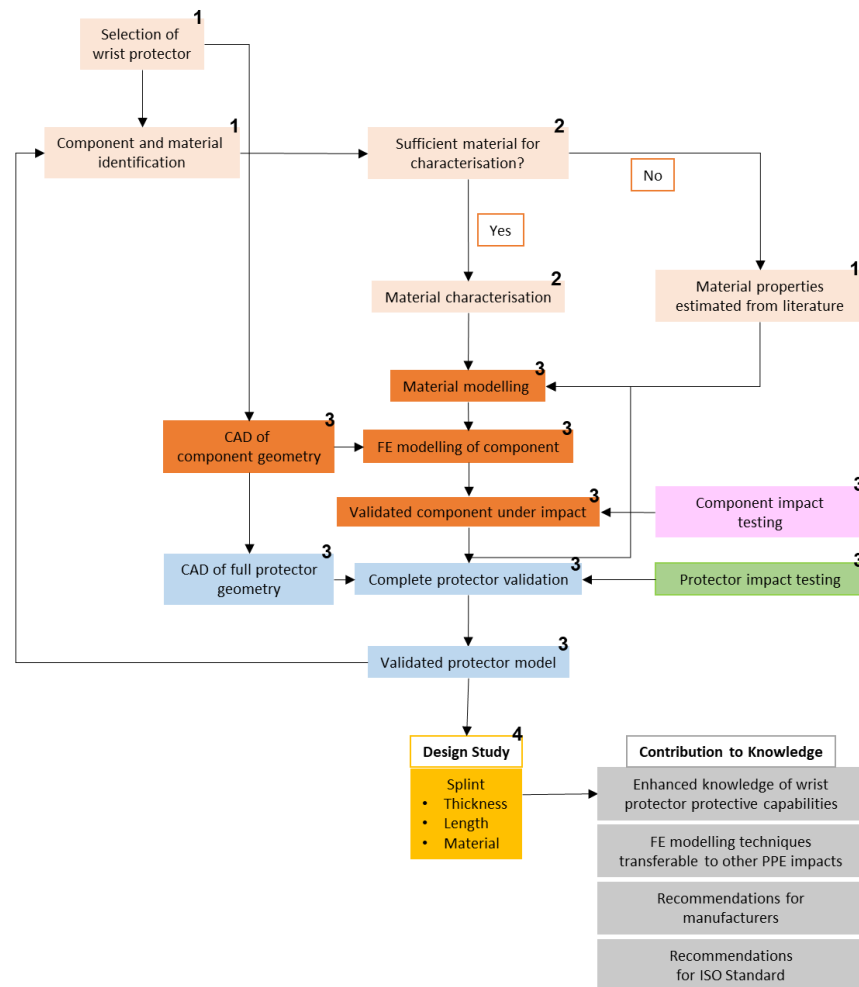 1
Selection of
wrist protector
1
Component and material
identification
2
Sufficient material for
characterisation?
No
Yes
2
Material characterisation
1
Material properties
estimated from literature
3
Material modelling
3
CAD of
component geometry
3
FE modelling of component
3
Validated component under impact
3
Component impact
testing
3
CAD of full protector
geometry
3
Complete protector validation
3
Protector impact testing
3
Validated protector model
4
Design Study
Splint
• Thickness
• Length
• Material
Contribution to Knowledge
Enhanced knowledge of wrist
protector protective capabilities
FE modelling techniques
transferable to other PPE impacts
Recommendations for
manufacturers
Recommendations
for ISO Standard